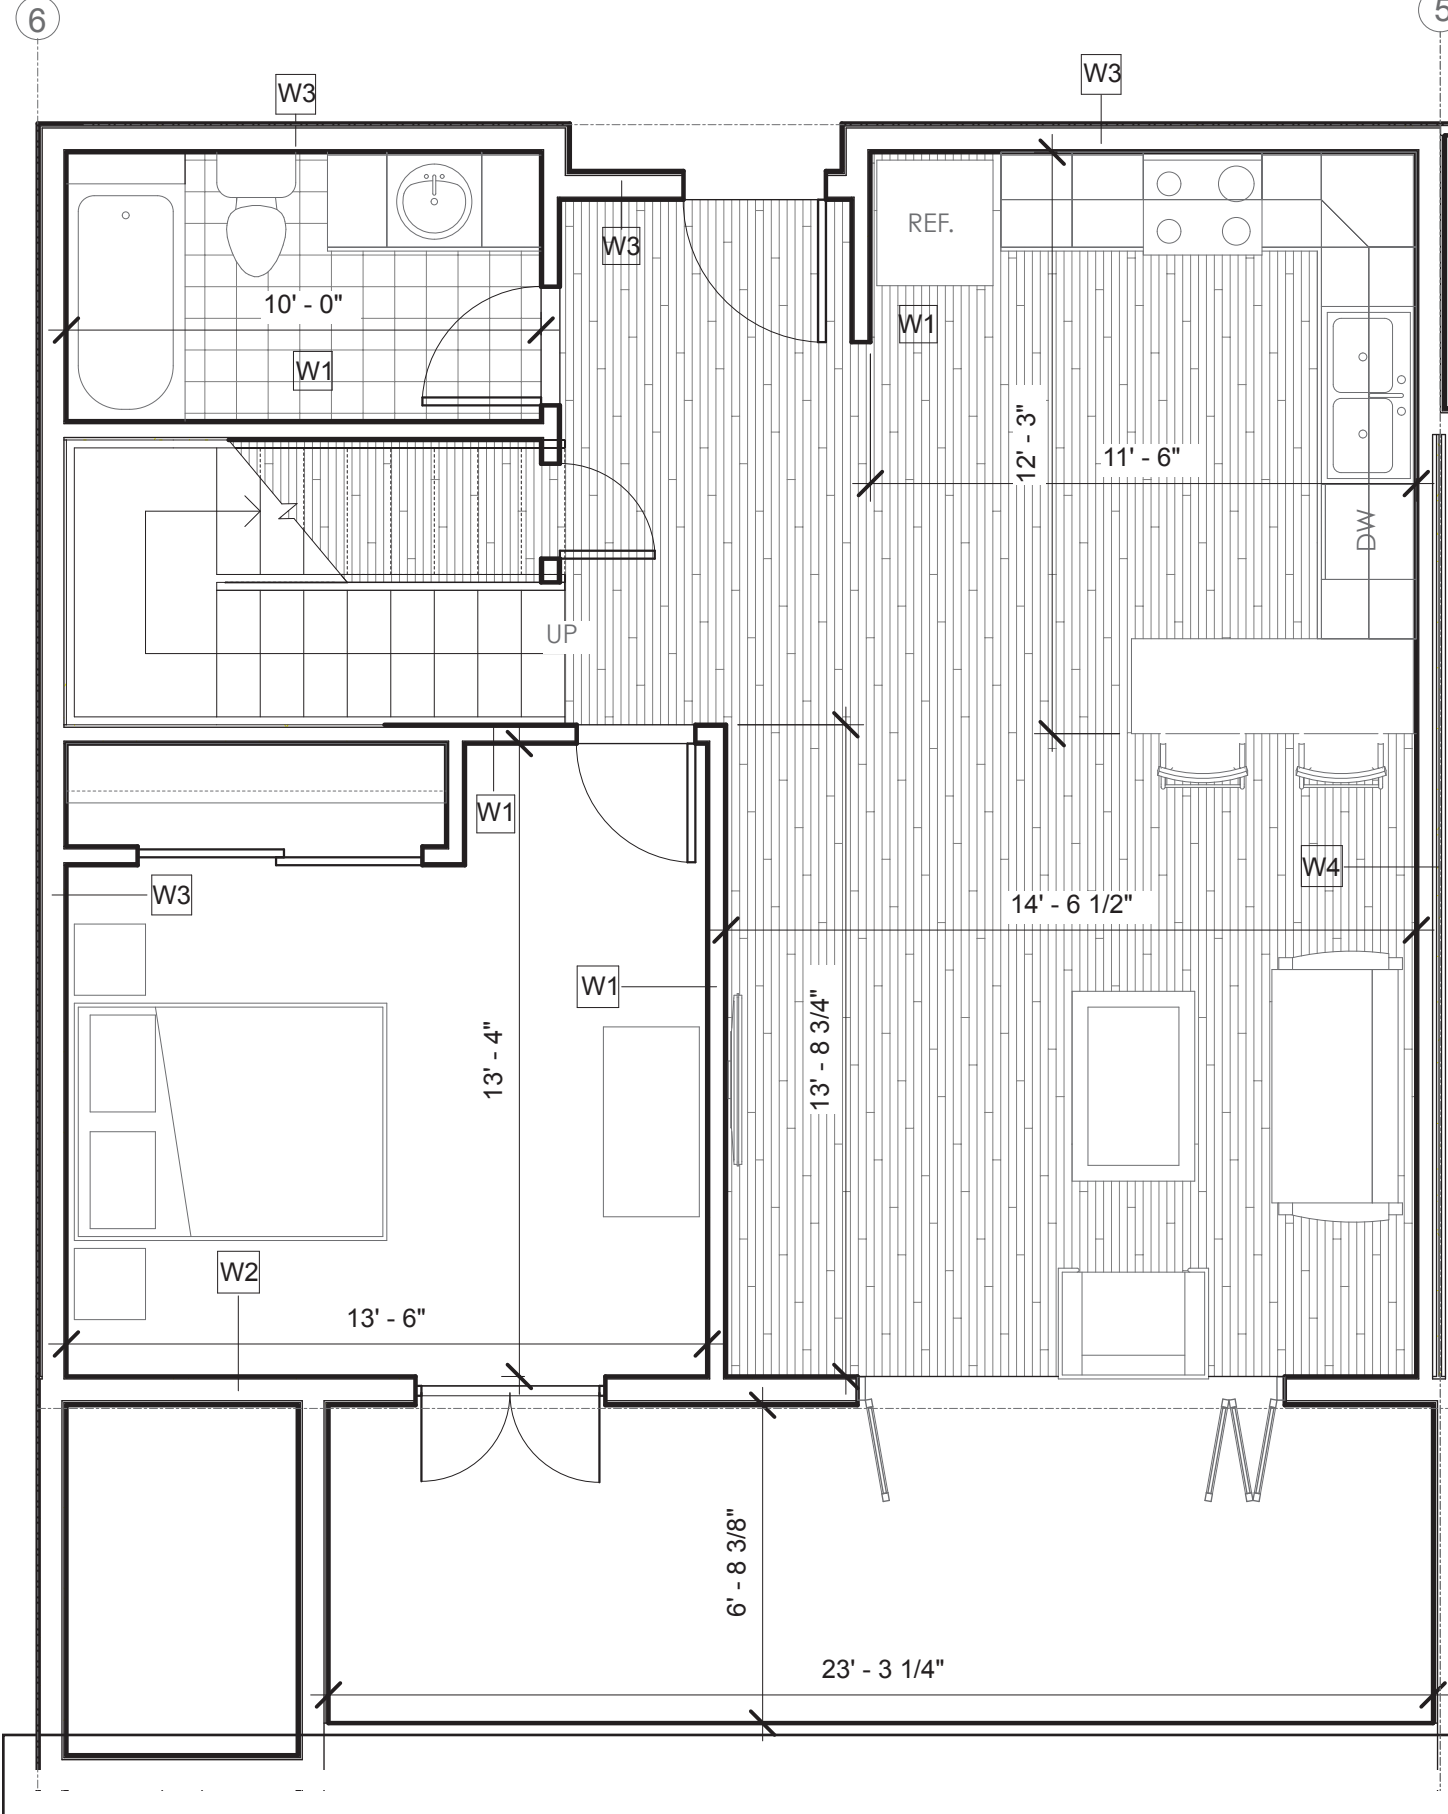 6
5
W3
W3
REF.
W3
10' - 0"
W1
W1
12' - 3"
11' - 6"
DW
UP
W1
W3
W4
14' - 6 1/2"
W1
13' - 4"
13' - 8 3/4"
W2
13' - 6"
6' - 8 3/8"
23' - 3 1/4"